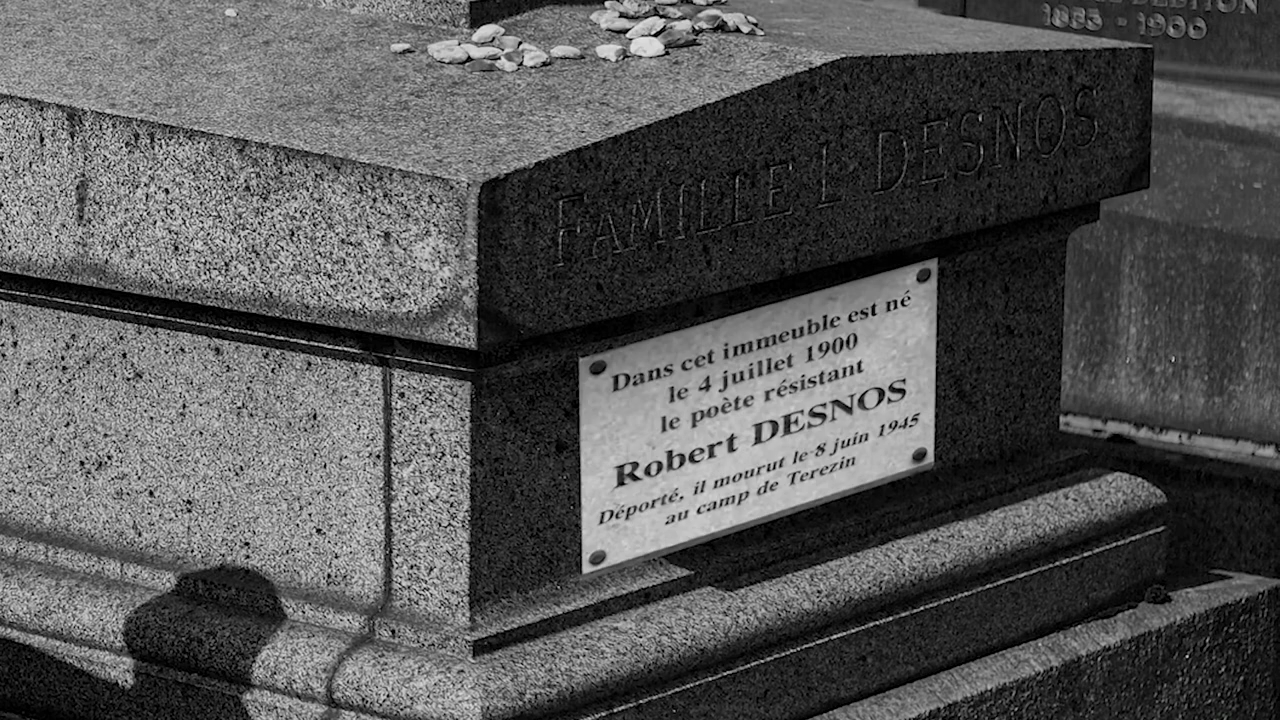 1883 - 1900
FAMILLE L DESNOS
Dans cet immeuble est né
le 4 juillet 1900
le poète résistant
Robert DESNOS
Déporté, il mourut le 8 juin 1945
au camp de Terezin